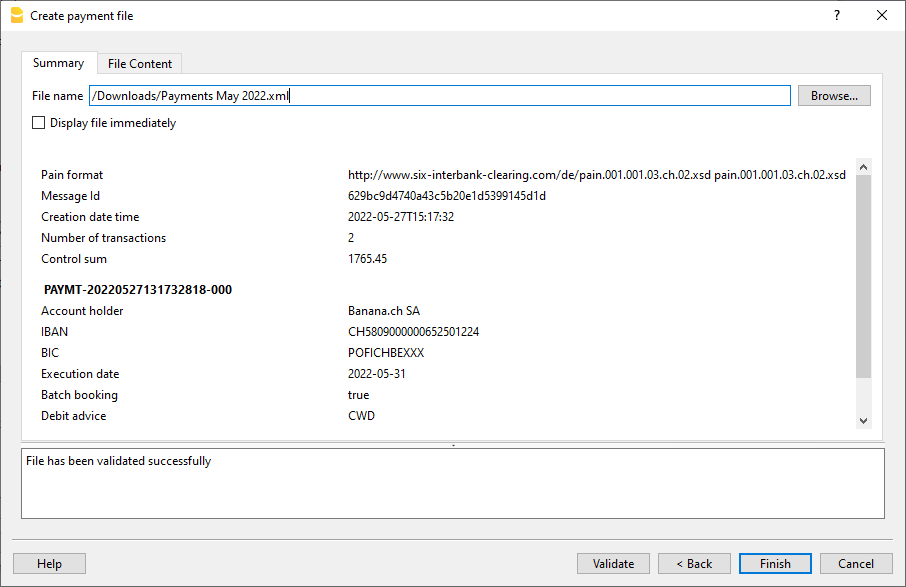 Create payment file ?
Summary File Content
File name /Downloads/Payments May 2022.xml Browse...
Display file immediately
Pain format http://www.six-interbank-clearing.com/de/pain.001.001.03.ch.02.xsd pain.001.001.03.ch.02.xsd
Message Id 629bc9d4740a43c5b20e1d5399145d1d
Creation date time 2022-05-27T15:17:32
Number of transactions 2
Control sum 1765.45
PAYMT-20220527131732818-000
Account holder Banana.ch SA
IBAN CH5809000000652501224
BIC POFICHBEXXX
Execution date 2022-05-31
Batch booking true
Debit advice CWD
File has been validated successfully
Help Validate < Back Finish Cancel